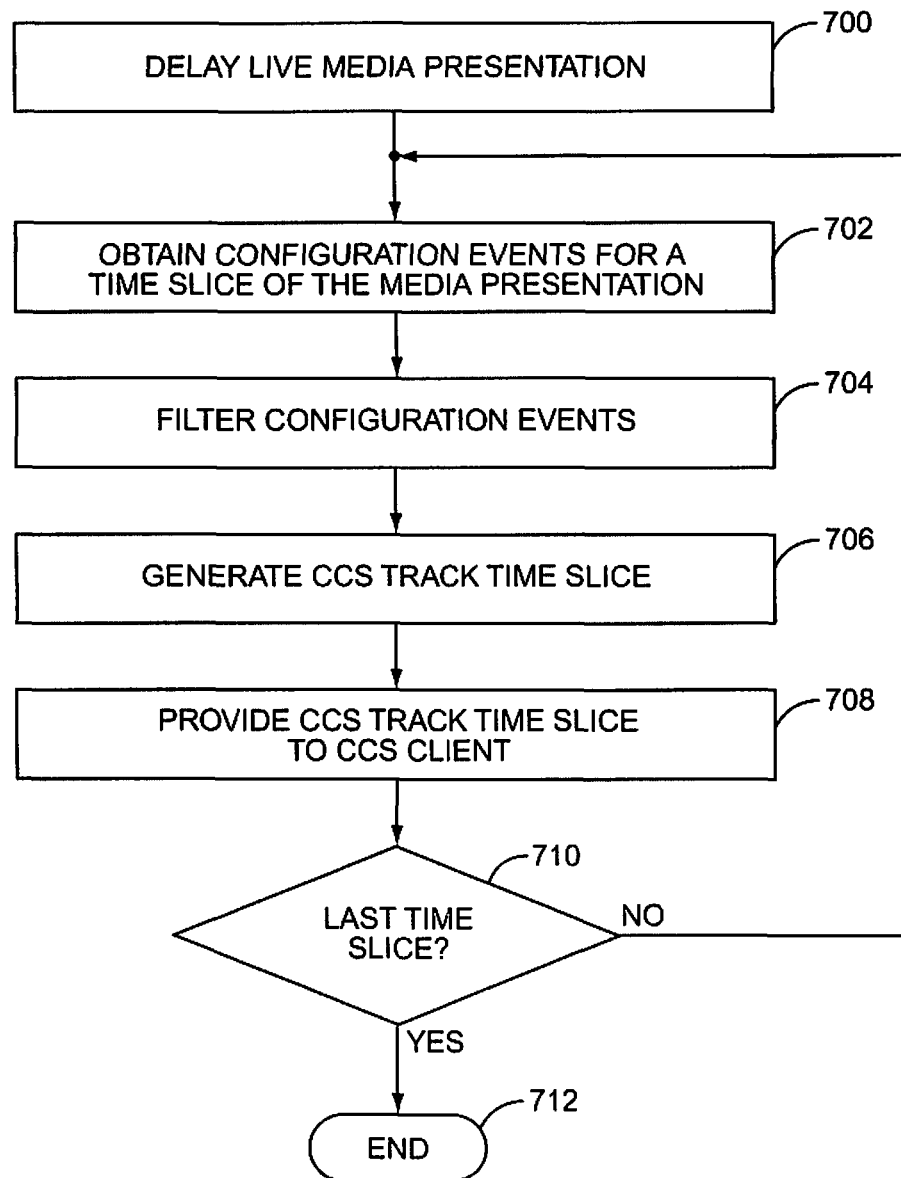 700
DELAY LIVE MEDIA PRESENTATION
702
OBTAIN CONFIGURATION EVENTS FOR A
TIME SLICE OF THE MEDIA PRESENTATION
704
FILTER CONFIGURATION EVENTS
706
GENERATE CCS TRACK TIME SLICE
708
PROVIDE CCS TRACK TIME SLICE
TO CCS CLIENT
710
LAST TIME
SLICE?
NO
YES
712
END